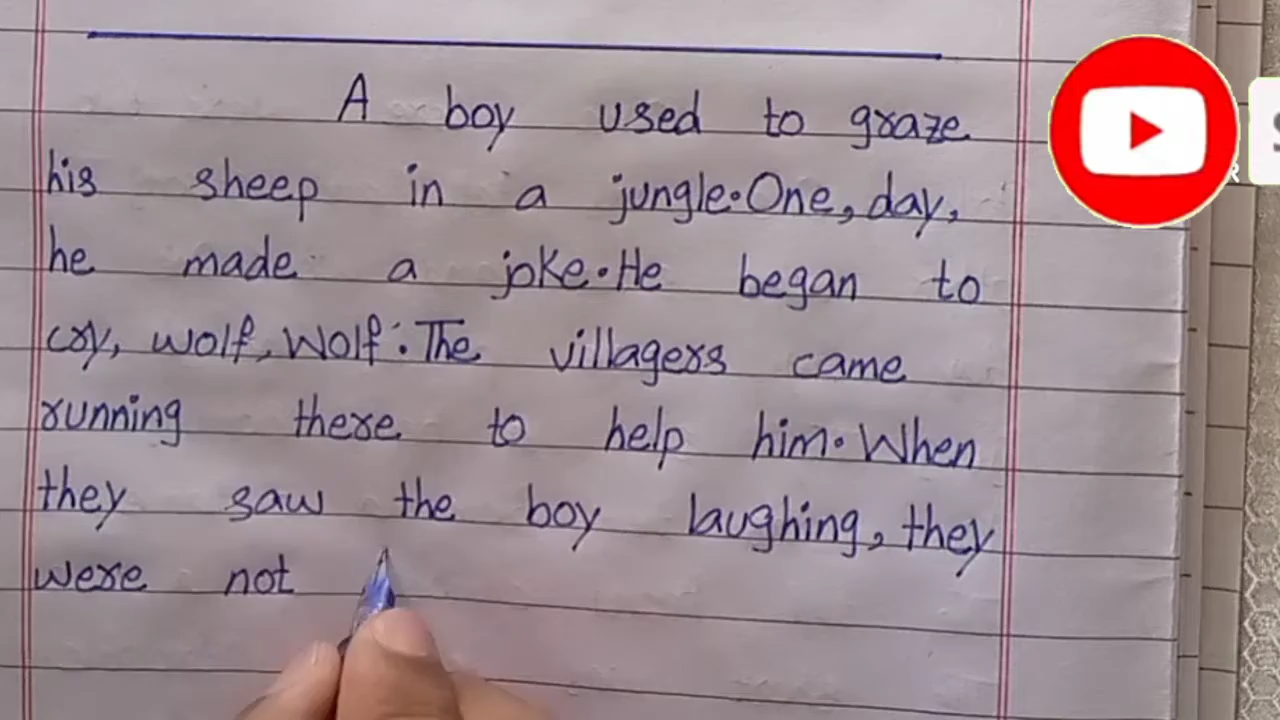 A boy used to graze
his sheep in a jungle. One, day,
he made a joke. He began to
cry, wolf, Wolf. The villagers came
running there to help him. When
they saw the boy laughing, they
were not